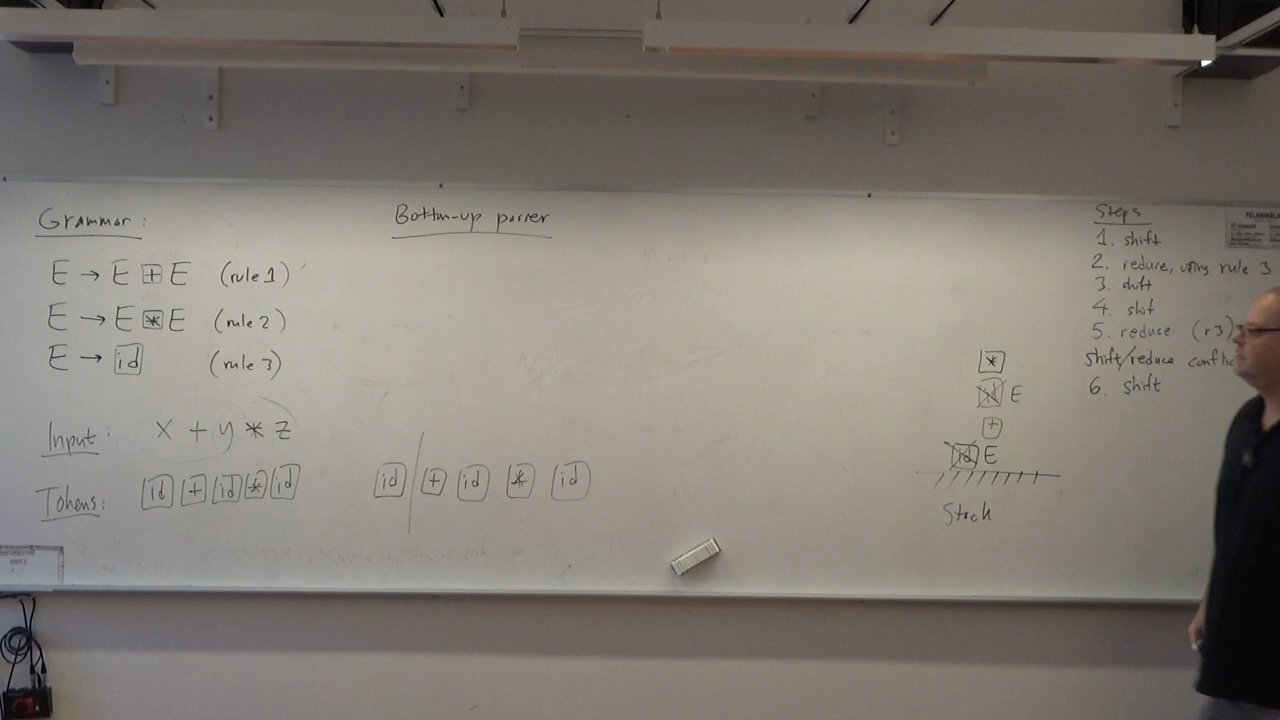 Grammar:
E → E + E (rule 1)
E → E * E (rule 2)
E → id (rule 3)
Input: x + y * z
Tokens: id + id * id
Bottom-up parser
id + id * id
*
id E
+
id E
Stack
Steps
1. shift
2. reduce, using rule 3
3. shift
4. shift
5. reduce (r3)
shift/reduce
6. shift